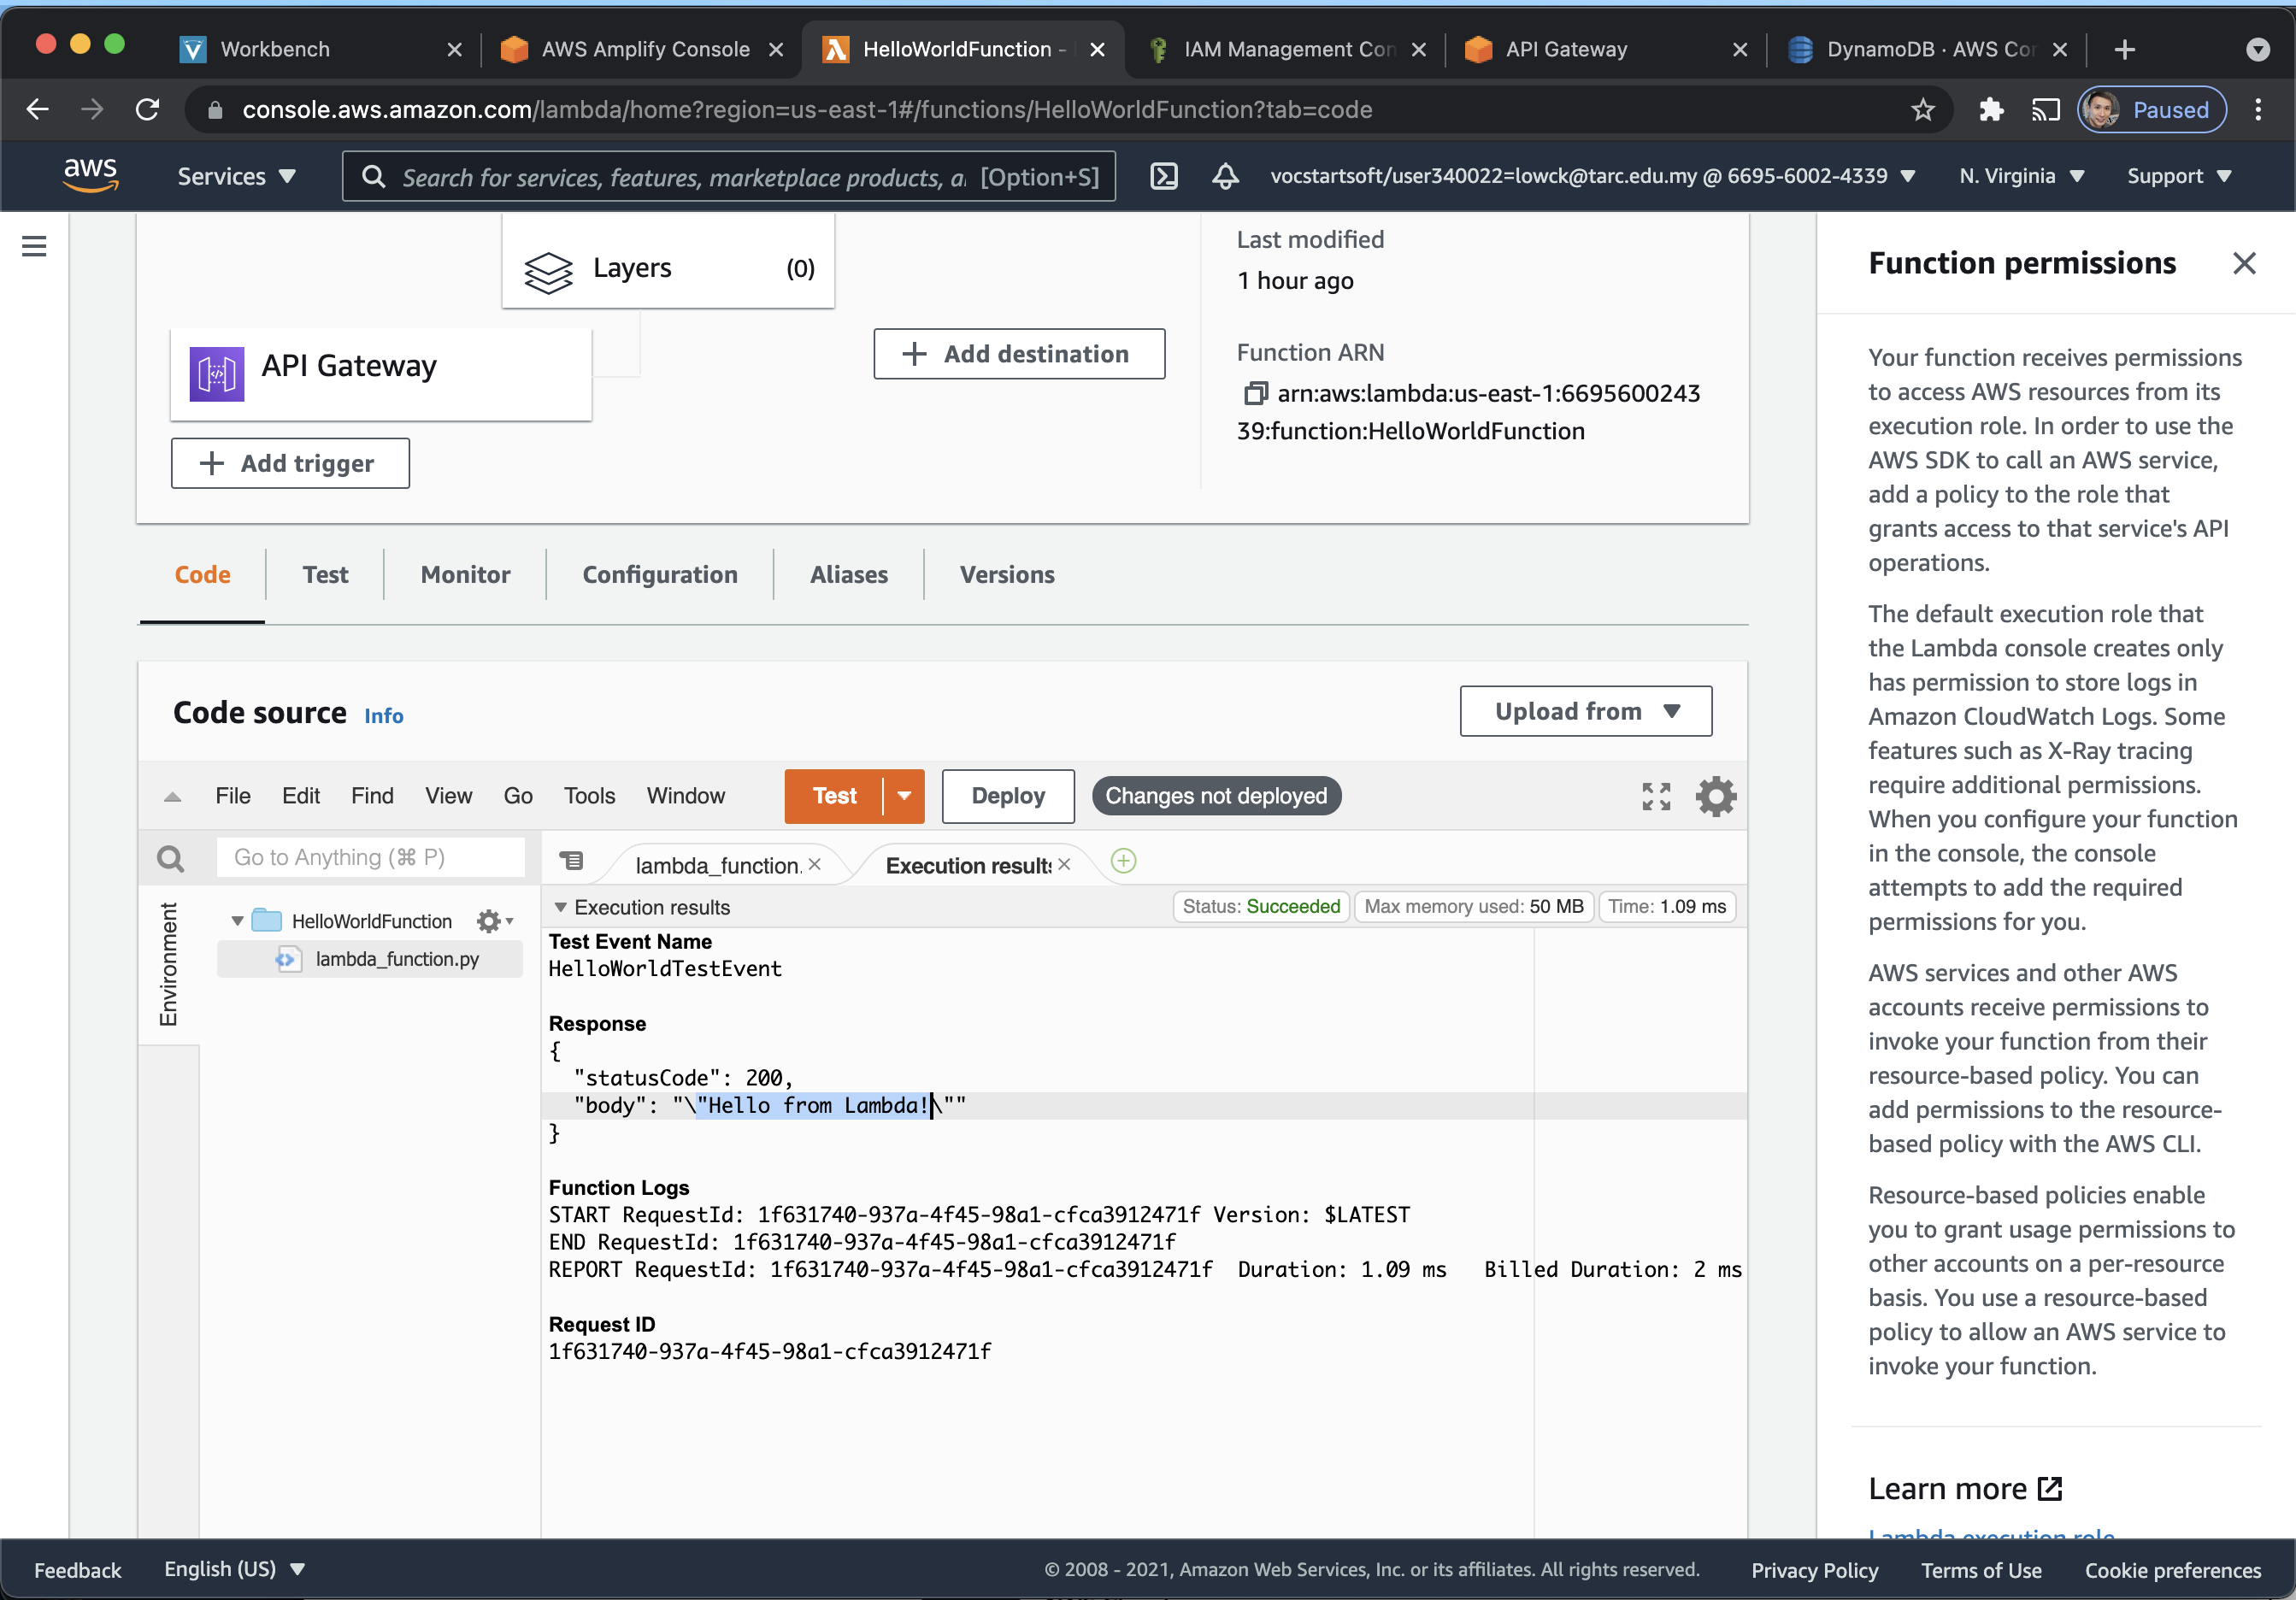 Workbench
AWS Amplify Console
HelloWorldFunction -
IAM Management Con
API Gateway
DynamoDB · AWS Con
console.aws.amazon.com/lambda/home?region=us-east-1#/functions/HelloWorldFunction?tab=code
Paused
aws
Services
Search for services, features, marketplace products, a
[Option+S]
vocstartsoft/user340022=lowck@tarc.edu.my @ 6695-6002-4339
N. Virginia
Support
Layers
(0)
API Gateway
+ Add trigger
+ Add destination
Last modified
1 hour ago
Function ARN
arn:aws:lambda:us-east-1:6695600243
39:function:HelloWorldFunction
Code
Test
Monitor
Configuration
Aliases
Versions
Code source
Info
Upload from
File
Edit
Find
View
Go
Tools
Window
Test
Deploy
Changes not deployed
Go to Anything (⌘ P)
Environment
HelloWorldFunction
lambda_function.py
lambda_function.
Execution results
Execution results
Status: Succeeded
Max memory used: 50 MB
Time: 1.09 ms
Test Event Name
HelloWorldTestEvent
Response
{
"statusCode": 200,
"body": "\"Hello from Lambda!\""
}
Function Logs
START RequestId: 1f631740-937a-4f45-98a1-cfca3912471f Version: $LATEST
END RequestId: 1f631740-937a-4f45-98a1-cfca3912471f
REPORT RequestId: 1f631740-937a-4f45-98a1-cfca3912471f Duration: 1.09 ms Billed Duration: 2 ms
Request ID
1f631740-937a-4f45-98a1-cfca3912471f
Function permissions
Your function receives permissions
to access AWS resources from its
execution role. In order to use the
AWS SDK to call an AWS service,
add a policy to the role that
grants access to that service's API
operations.
The default execution role that
the Lambda console creates only
has permission to store logs in
Amazon CloudWatch Logs. Some
features such as X-Ray tracing
require additional permissions.
When you configure your function
in the console, the console
attempts to add the required
permissions for you.
AWS services and other AWS
accounts receive permissions to
invoke your function from their
resource-based policy. You can
add permissions to the resource-
based policy with the AWS CLI.
Resource-based policies enable
you to grant usage permissions to
other accounts on a per-resource
basis. You use a resource-based
policy to allow an AWS service to
invoke your function.
Learn more
Lambda execution role
Feedback
English (US)
© 2008 - 2021, Amazon Web Services, Inc. or its affiliates. All rights reserved.
Privacy Policy
Terms of Use
Cookie preferences